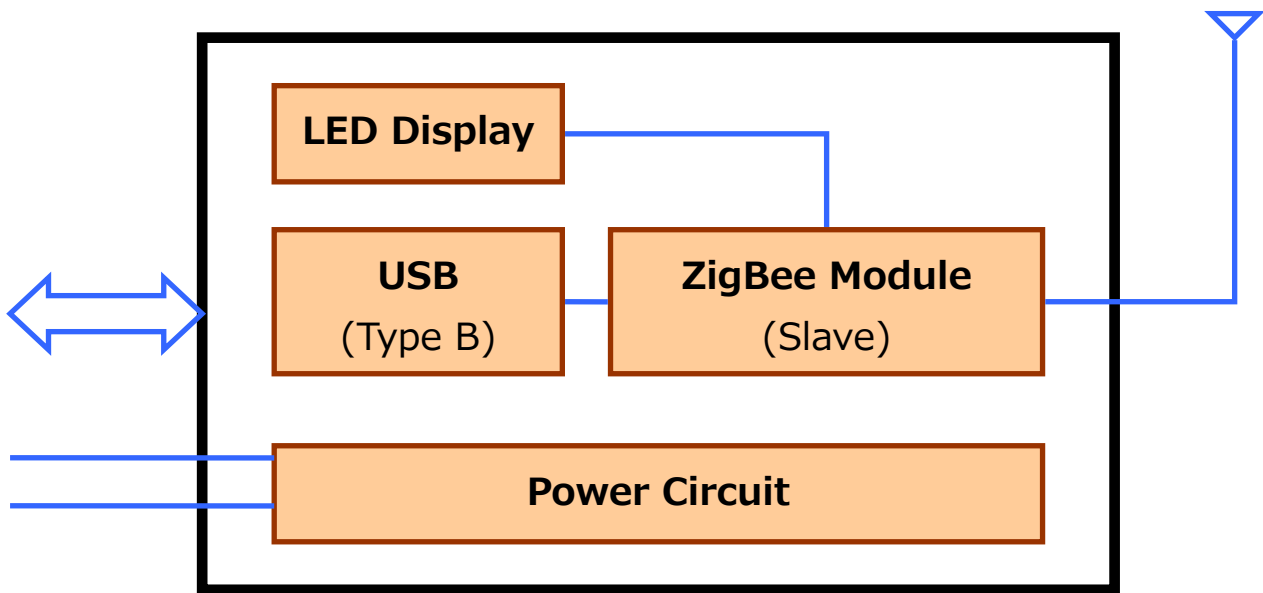 LED Display
USB
(Type B)
ZigBee Module
(Slave)
Power Circuit